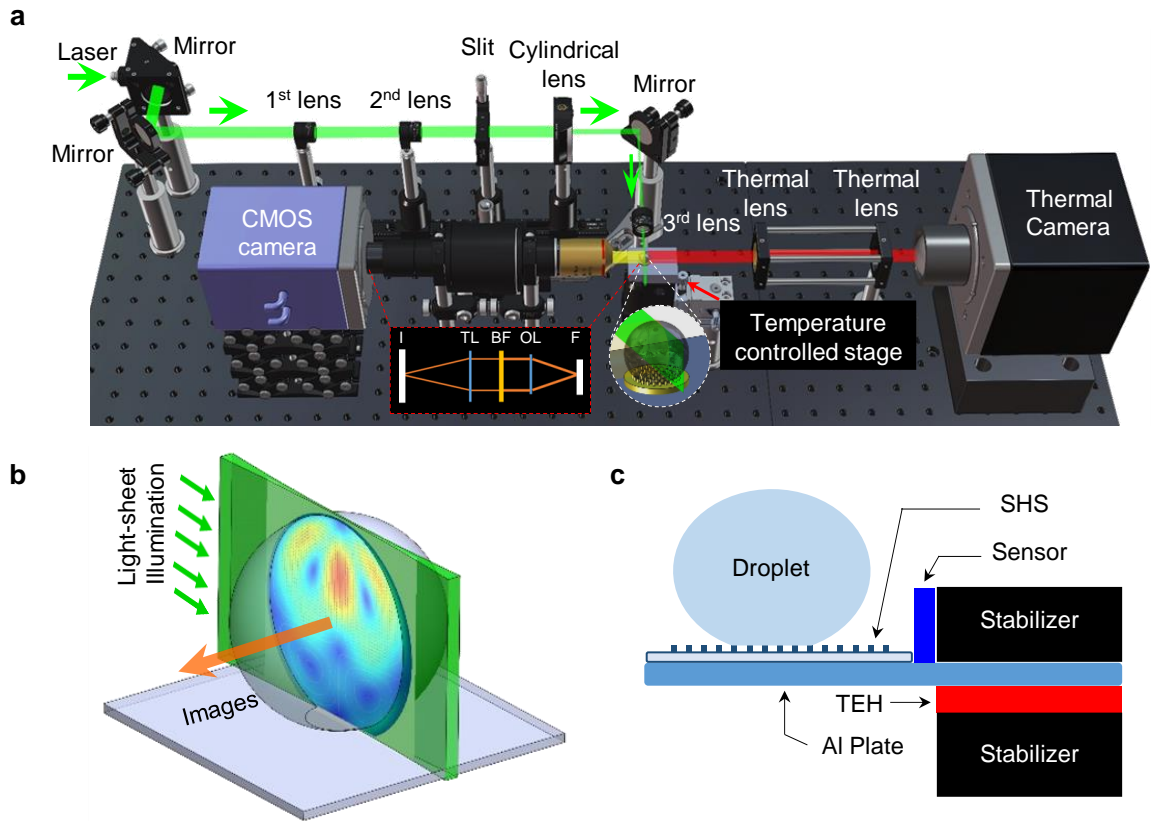 a
Laser
Mirror
Mirror
1st lens
2nd lens
Slit
Cylindrical
lens
Mirror
CMOS
camera
3rd lens
Thermal
lens
Thermal
lens
Thermal
Camera
Temperature
controlled stage
I
TL
BF
OL
F
b
Light-sheet
Illumination
Images
c
Droplet
SHS
Sensor
Stabilizer
TEH
Al Plate
Stabilizer